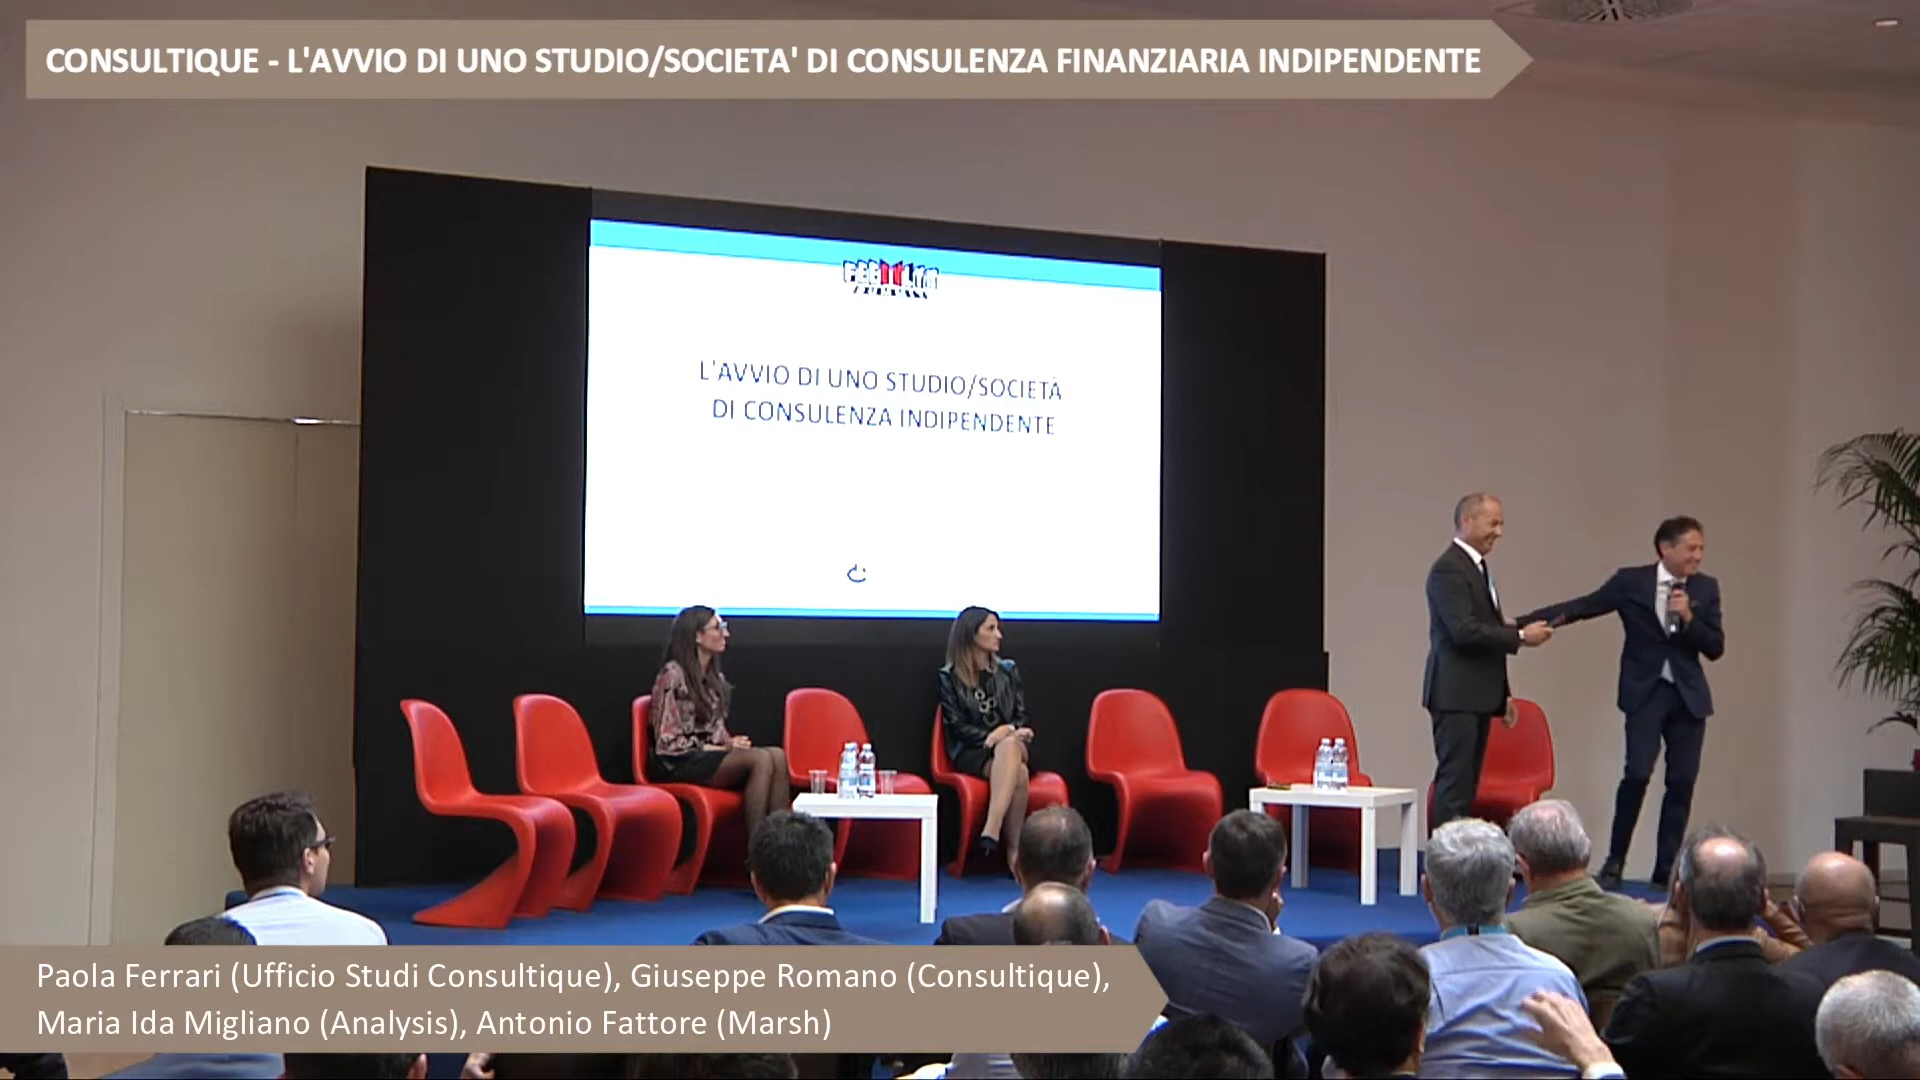 CONSULTIQUE - L'AVVIO DI UNO STUDIO/SOCIETA' DI CONSULENZA FINANZIARIA INDIPENDENTE
L'AVVIO DI UNO STUDIO/SOCIETÀ
DI CONSULENZA INDIPENDENTE
Paola Ferrari (Ufficio Studi Consultique), Giuseppe Romano (Consultique),
Maria Ida Migliano (Analysis), Antonio Fattore (Marsh)